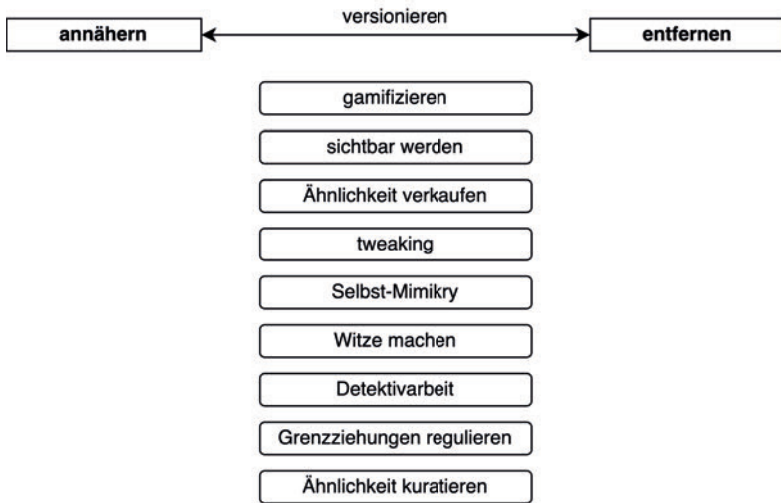 versionieren
annähern
entfernen
gamifizieren
sichtbar werden
Ähnlichkeit verkaufen
tweaking
Selbst-Mimikry
Witze machen
Detektivarbeit
Grenzziehungen regulieren
Ähnlichkeit kuratieren